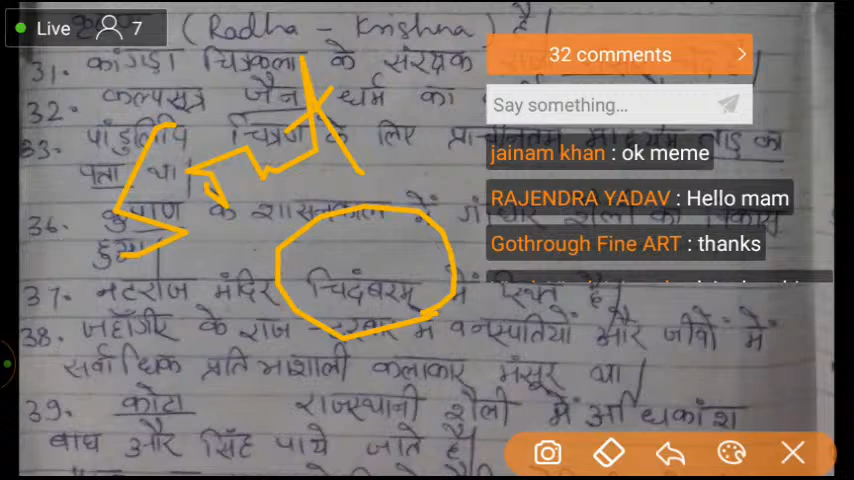 Live 7
(Radha - Krishna) है|
31. कांगड़ा चित्रकला के संरक्षक
32. कल्पसूत्र जैन धर्म का
33. पांडुलिपि चित्रण के लिए प्राचीनतम माध्यम ताड़ का
पत्ता था|
36. कुषाण के शासनकाल में गांधार शैली का विकास
हुआ|
37. नटराज मंदिर चिदंबरम् में स्थित है|
38. जहाँगीर के राज दरबार में वनस्पतियों और जीवों में
सर्वाधिक प्रतिभाशाली कलाकार मंसूर था|
39. कोटा राजस्थानी शैली में अधिकांश
बाघ और सिंह पाये जाते है|
32 comments
Say something...
jainam khan : ok meme
RAJENDRA YADAV : Hello mam
Gothrough Fine ART : thanks